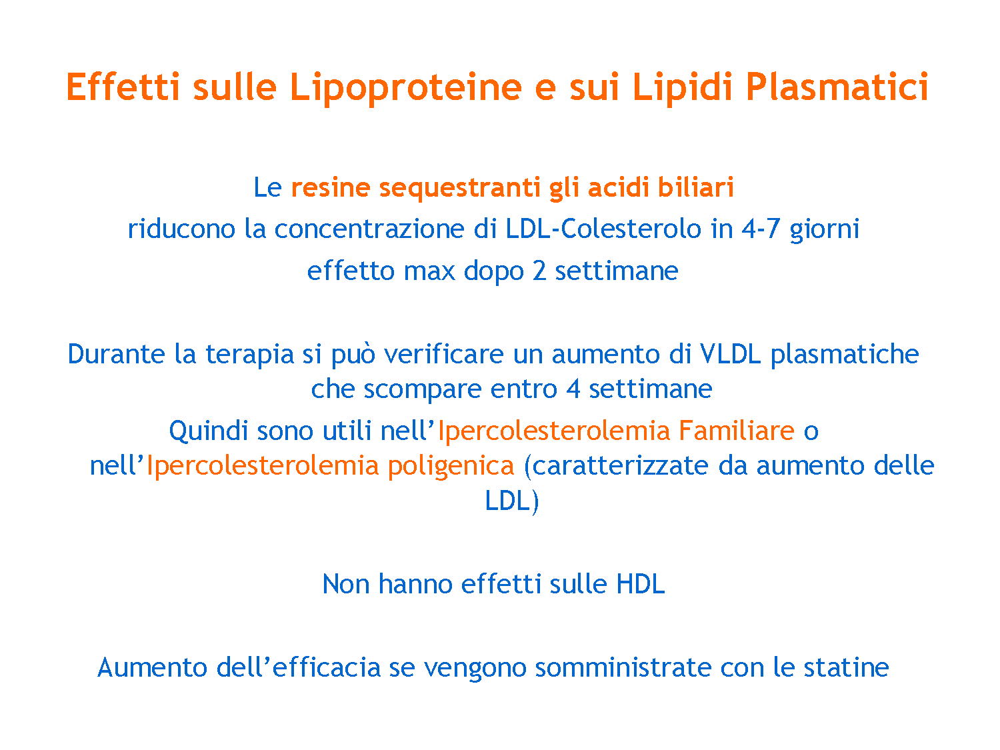 Effetti sulle Lipoproteine e sui Lipidi Plasmatici
Le resine sequestranti gli acidi biliari
riducono la concentrazione di LDL-Colesterolo in 4-7 giorni
effetto max dopo 2 settimane
Durante la terapia si può verificare un aumento di VLDL plasmatiche
che scompare entro 4 settimane
Quindi sono utili nell’Ipercolesterolemia Familiare o
nell’Ipercolesterolemia poligenica (caratterizzate da aumento delle
LDL)
Non hanno effetti sulle HDL
Aumento dell’efficacia se vengono somministrate con le statine